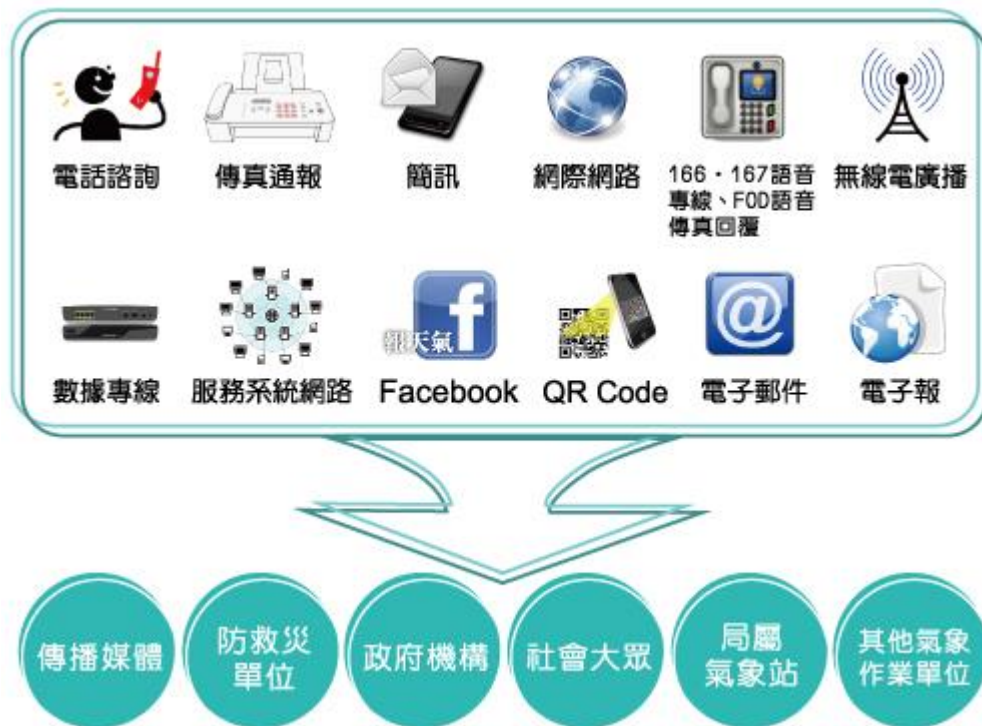 電話諮詢
傳真通報
簡訊
網際網路
166・167語音
專線、FOD語音
傳真回覆
無線電廣播
報天氣
f
@
數據專線
服務系統網路
Facebook
QR Code
電子郵件
電子報
傳播媒體
防救災
單位
政府機構
社會大眾
局屬
氣象站
其他氣象
作業單位